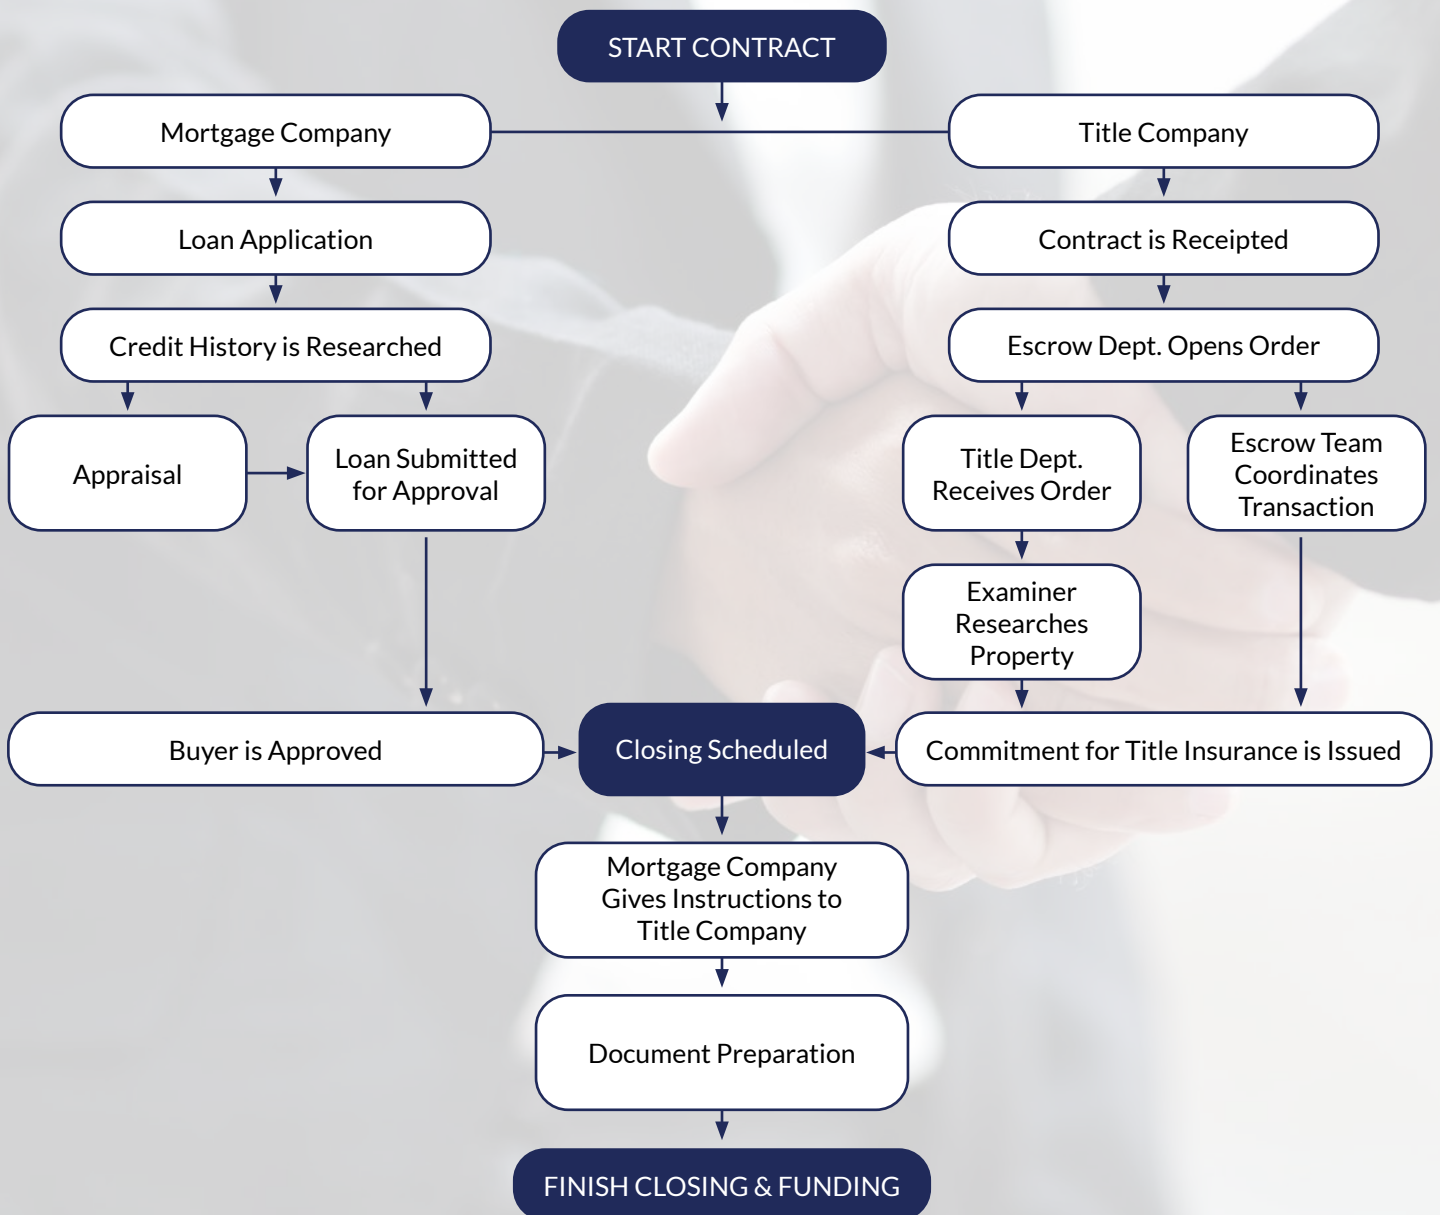 START CONTRACT
Mortgage Company
Title Company
Loan Application
Contract is Receipted
Credit History is Researched
Escrow Dept. Opens Order
Appraisal
Loan Submitted
for Approval
Title Dept.
Receives Order
Escrow Team
Coordinates
Transaction
Examiner
Researches
Property
Buyer is Approved
Closing Scheduled
Commitment for Title Insurance is Issued
Mortgage Company
Gives Instructions to
Title Company
Document Preparation
FINISH CLOSING & FUNDING